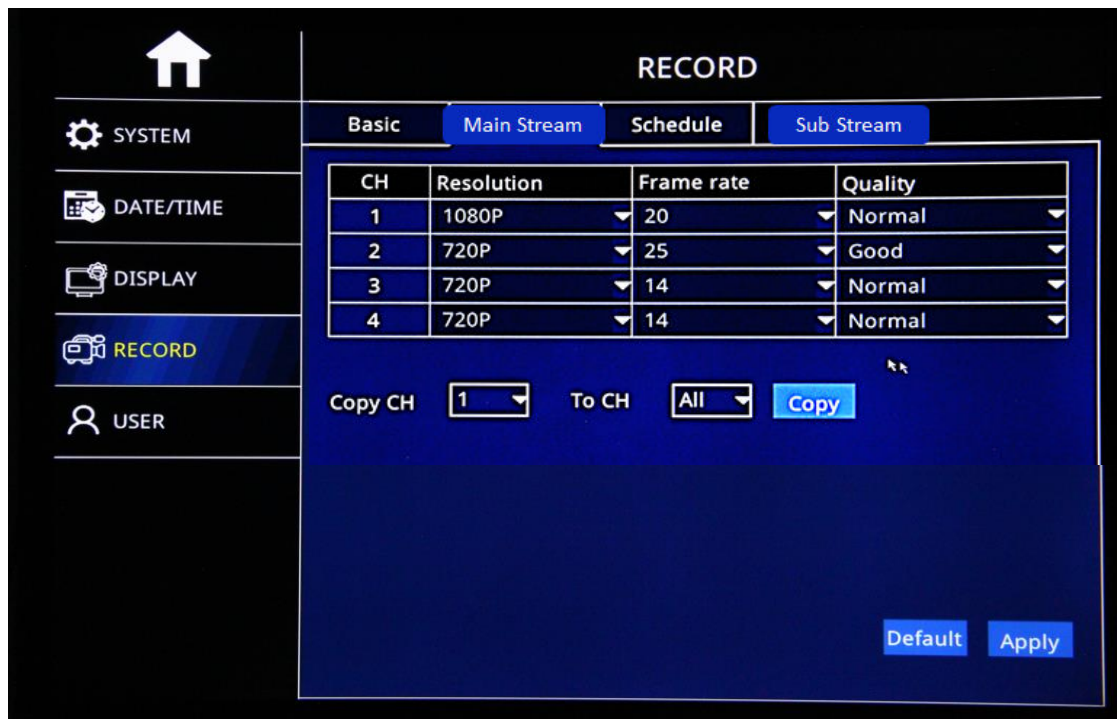 RECORD
SYSTEM
DATE/TIME
DISPLAY
RECORD
USER
Basic Main Stream Schedule Sub Stream
CH Resolution Frame rate Quality
1 1080P 20 Normal
2 720P 25 Good
3 720P 14 Normal
4 720P 14 Normal
Copy CH 1 To CH All Copy
Default Apply